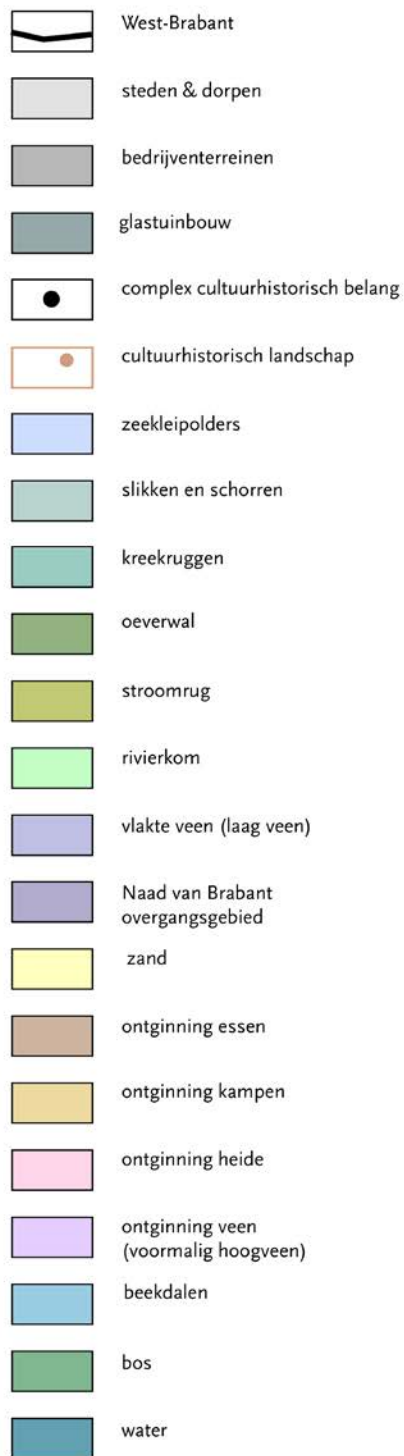 West-Brabant
steden & dorpen
bedrijventerreinen
glastuinbouw
complex cultuurhistorisch belang
cultuurhistorisch landschap
zeekleipolders
slikken en schorren
kreekruggen
oeverwal
stroomrug
rivierkom
vlakte veen (laag veen)
Naad van Brabant
overgangsgebied
zand
ontginning essen
ontginning kampen
ontginning heide
ontginning veen
(voormalig hoogveen)
beekdalen
bos
water